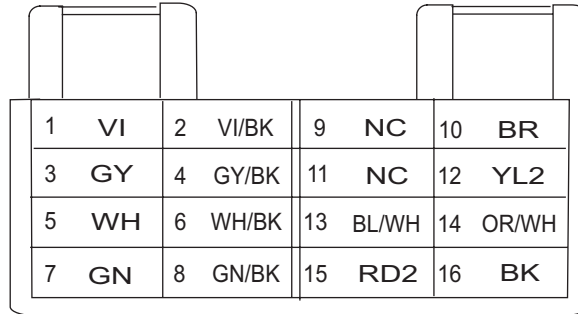 1 VI 2 VI/BK 9 NC 10 BR
3 GY 4 GY/BK 11 NC 12 YL2
5 WH 6 WH/BK 13 BL/WH 14 OR/WH
7 GN 8 GN/BK 15 RD2 16 BK